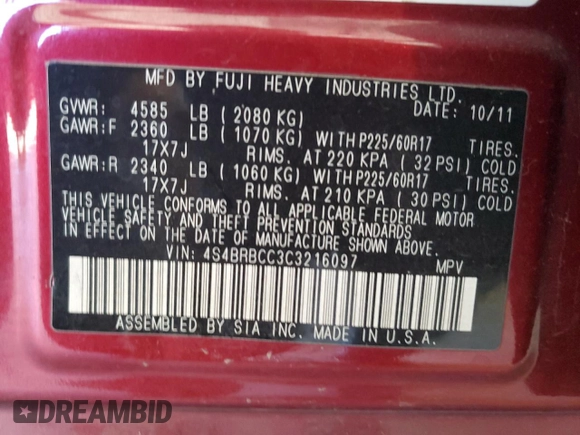 MFD BY FUJI HEAVY INDUSTRIES LTD.
GVWR: 4585 LB ( 2080 KG) DATE: 10/11
GAWR:F 2360 LB ( 1070 KG) WITH P225/60R17 TIRES.
17X7J RIMS. AT 220 KPA ( 32 PSI) COLD
GAWR:R 2340 LB ( 1060 KG) WITH P225/60R17 TIRES.
17X7J RIMS. AT 210 KPA ( 30 PSI) COLD
THIS VEHICLE CONFORMS TO ALL APPLICABLE FEDERAL MOTOR
VEHICLE SAFETY AND THEFT PREVENTION STANDARDS
IN EFFECT ON THE DATE OF MANUFACTURE SHOWN ABOVE.
VIN: 4S4BRBCC3C3216097 MPV
ASSEMBLED BY SIA INC. MADE IN U.S.A.
DREAMBID